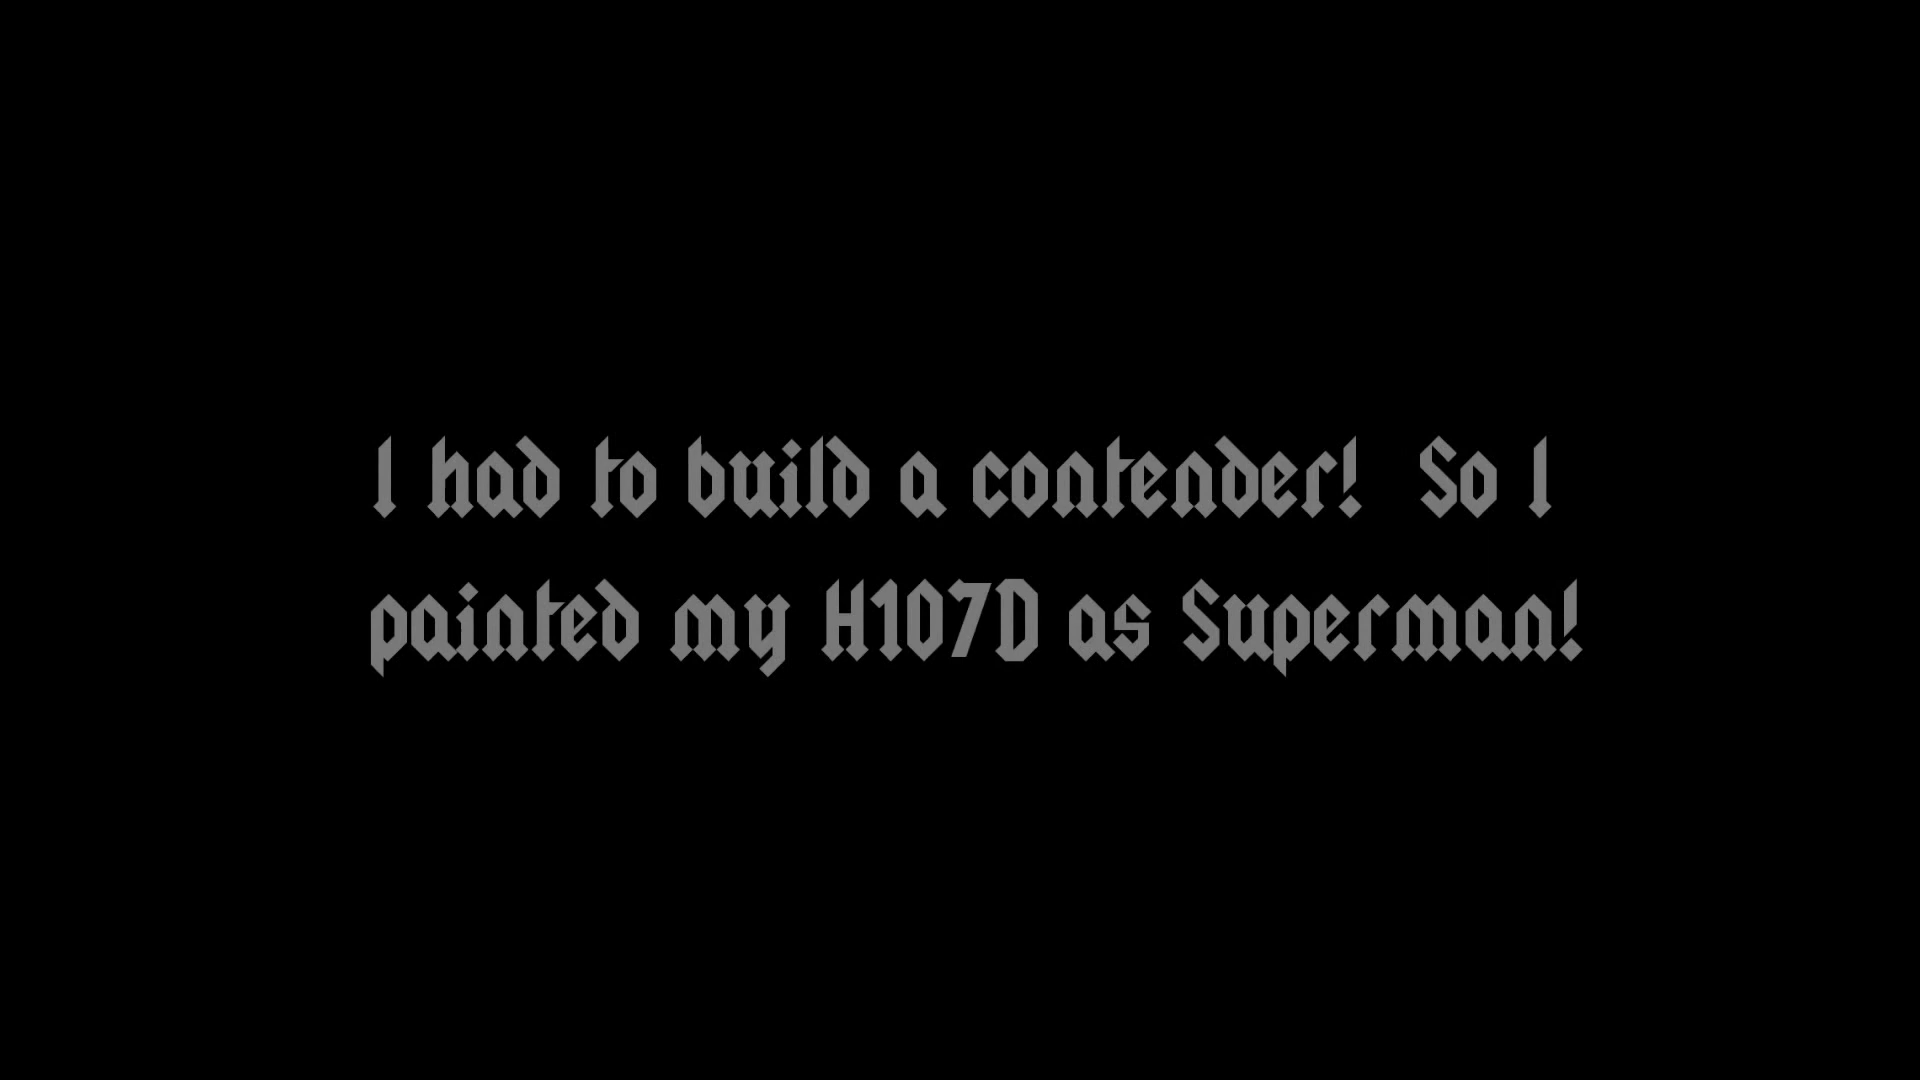 I had to build a contender!  So I
painted my H107D as Superman!